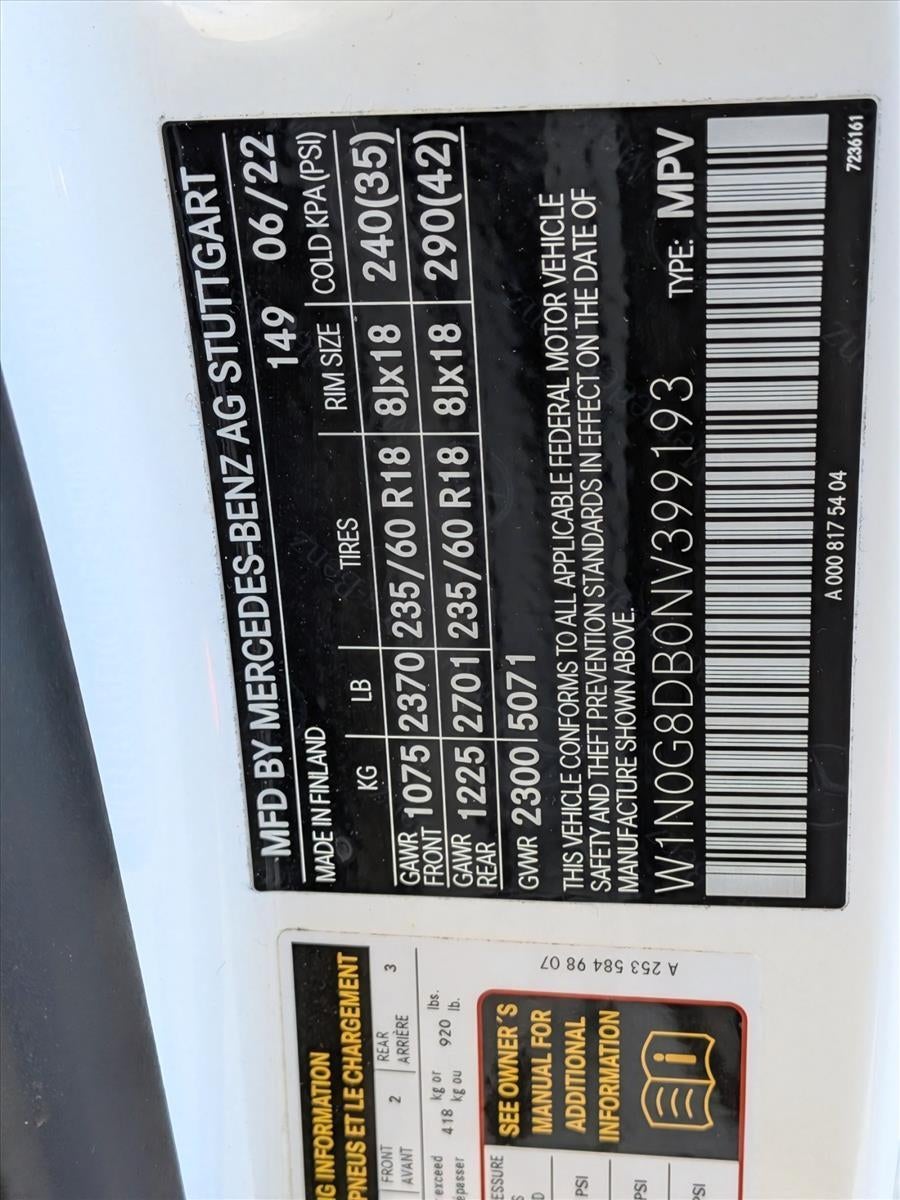 MFD BY MERCEDES-BENZ AG STUTTGART
MADE IN FINLAND 149 06/22
KG LB TIRES RIM SIZE COLD KPA(PSI)
GAWR FRONT 1075 2370 235/60 R18 8Jx18 240(35)
GAWR REAR 1225 2701 235/60 R18 8Jx18 290(42)
GWR 2300 5071
THIS VEHICLE CONFORMS TO ALL APPLICABLE FEDERAL MOTOR VEHICLE
SAFETY AND THEFT PREVENTION STANDARDS IN EFFECT ON THE DATE OF
MANUFACTURE SHOWN ABOVE.
W1N0G8DB0NV399193 TYPE: MPV
A 000 817 54 04
7236161
G INFORMATION
PNEUS ET LE CHARGEMENT
FRONT 2 REAR 3
AVANT ARRIÈRE
exceed 418 kg or 920 lbs.
kg ou lb.
SEE OWNER'S
MANUAL FOR
ADDITIONAL
INFORMATION
PSI
PSI
PSI
A 253 584 98 07